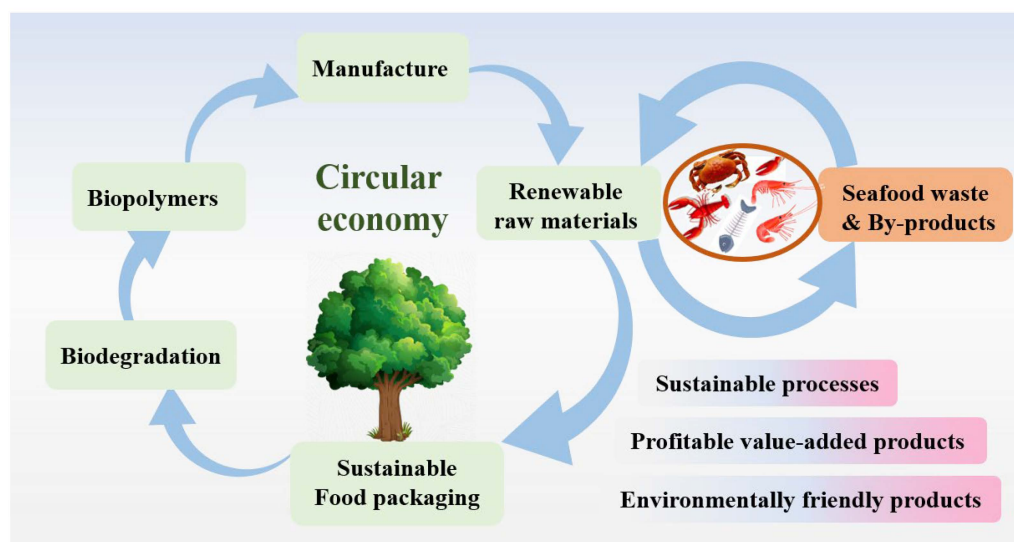 Manufacture
Circular
economy
Renewable
raw materials
Seafood waste
& By-products
Biopolymers
Biodegradation
Sustainable
Food packaging
Sustainable processes
Profitable value-added products
Environmentally friendly products